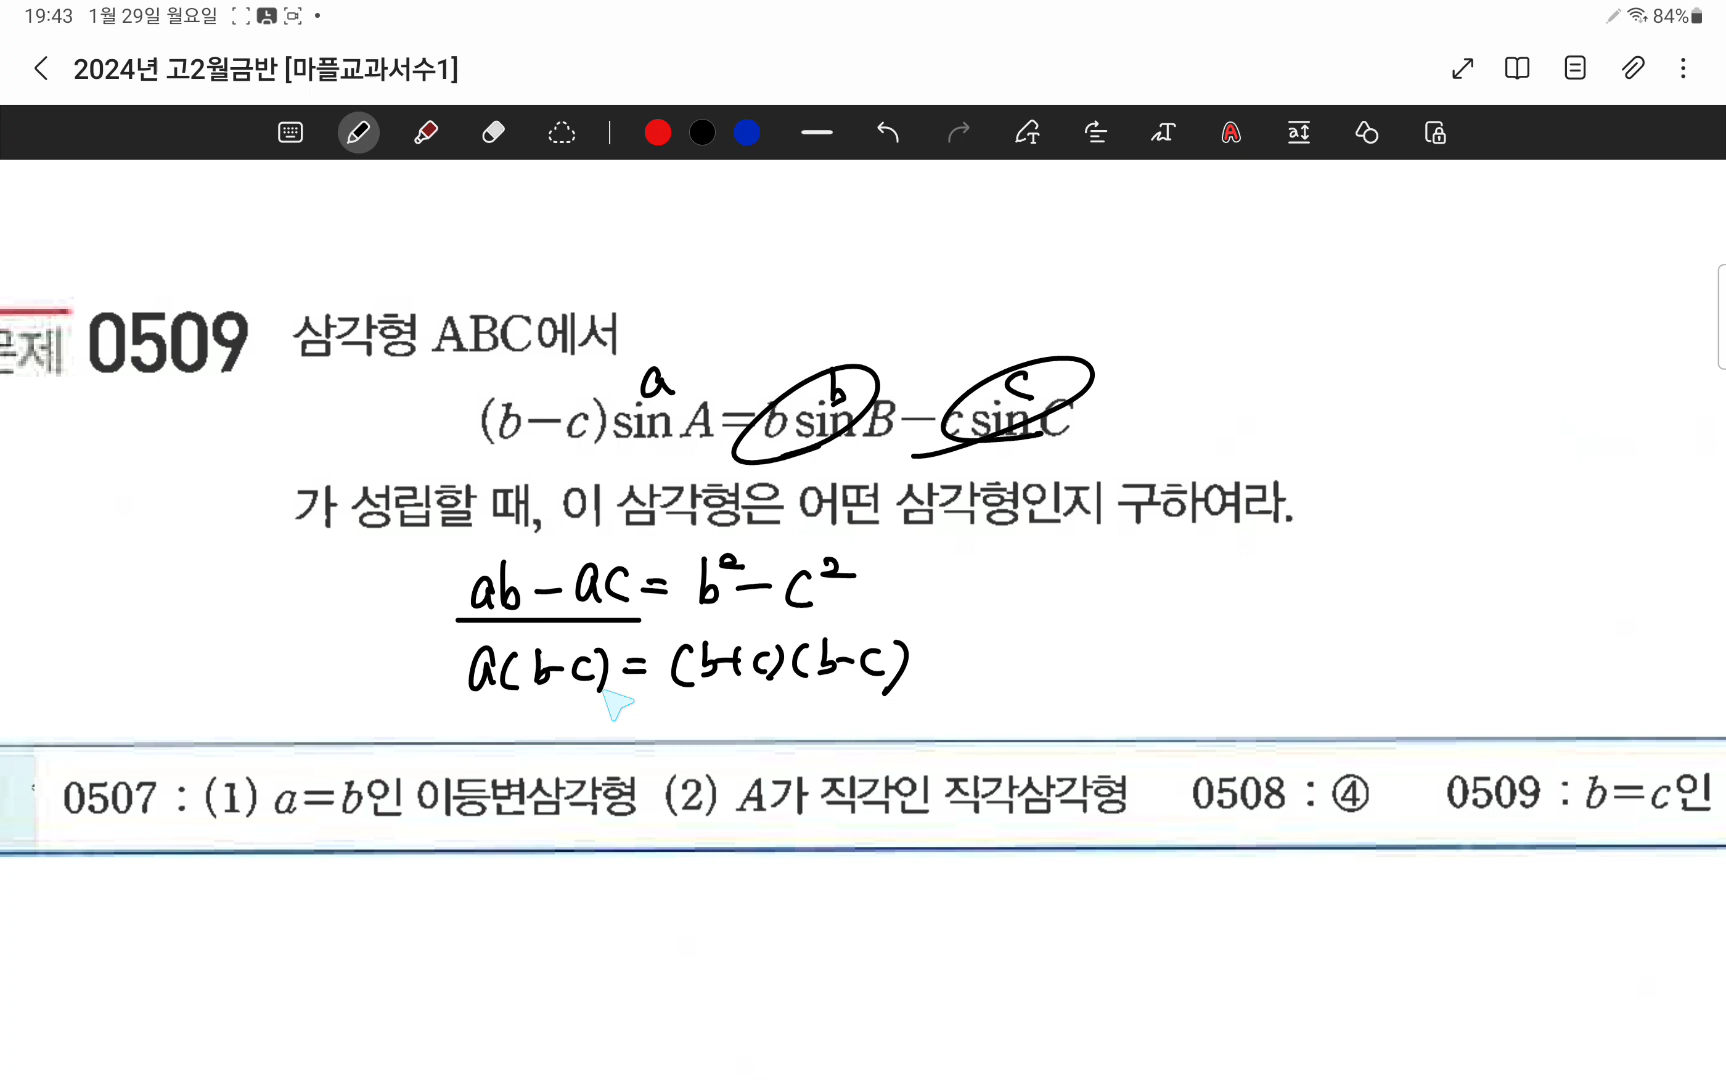 19:43 1월 29일 월요일 84%
2024년 고2월금반 [마플교과서수1]
문제 0509 삼각형 ABC에서
a b c
(b−c)sin A=b sin B−c sin C
가 성립할 때, 이 삼각형은 어떤 삼각형인지 구하여라.
ab − ac = b² − c²
a(b−c) = (b+c)(b−c)
0507 : (1) a=b인 이등변삼각형 (2) A가 직각인 직각삼각형 0508 : ④ 0509 : b=c인